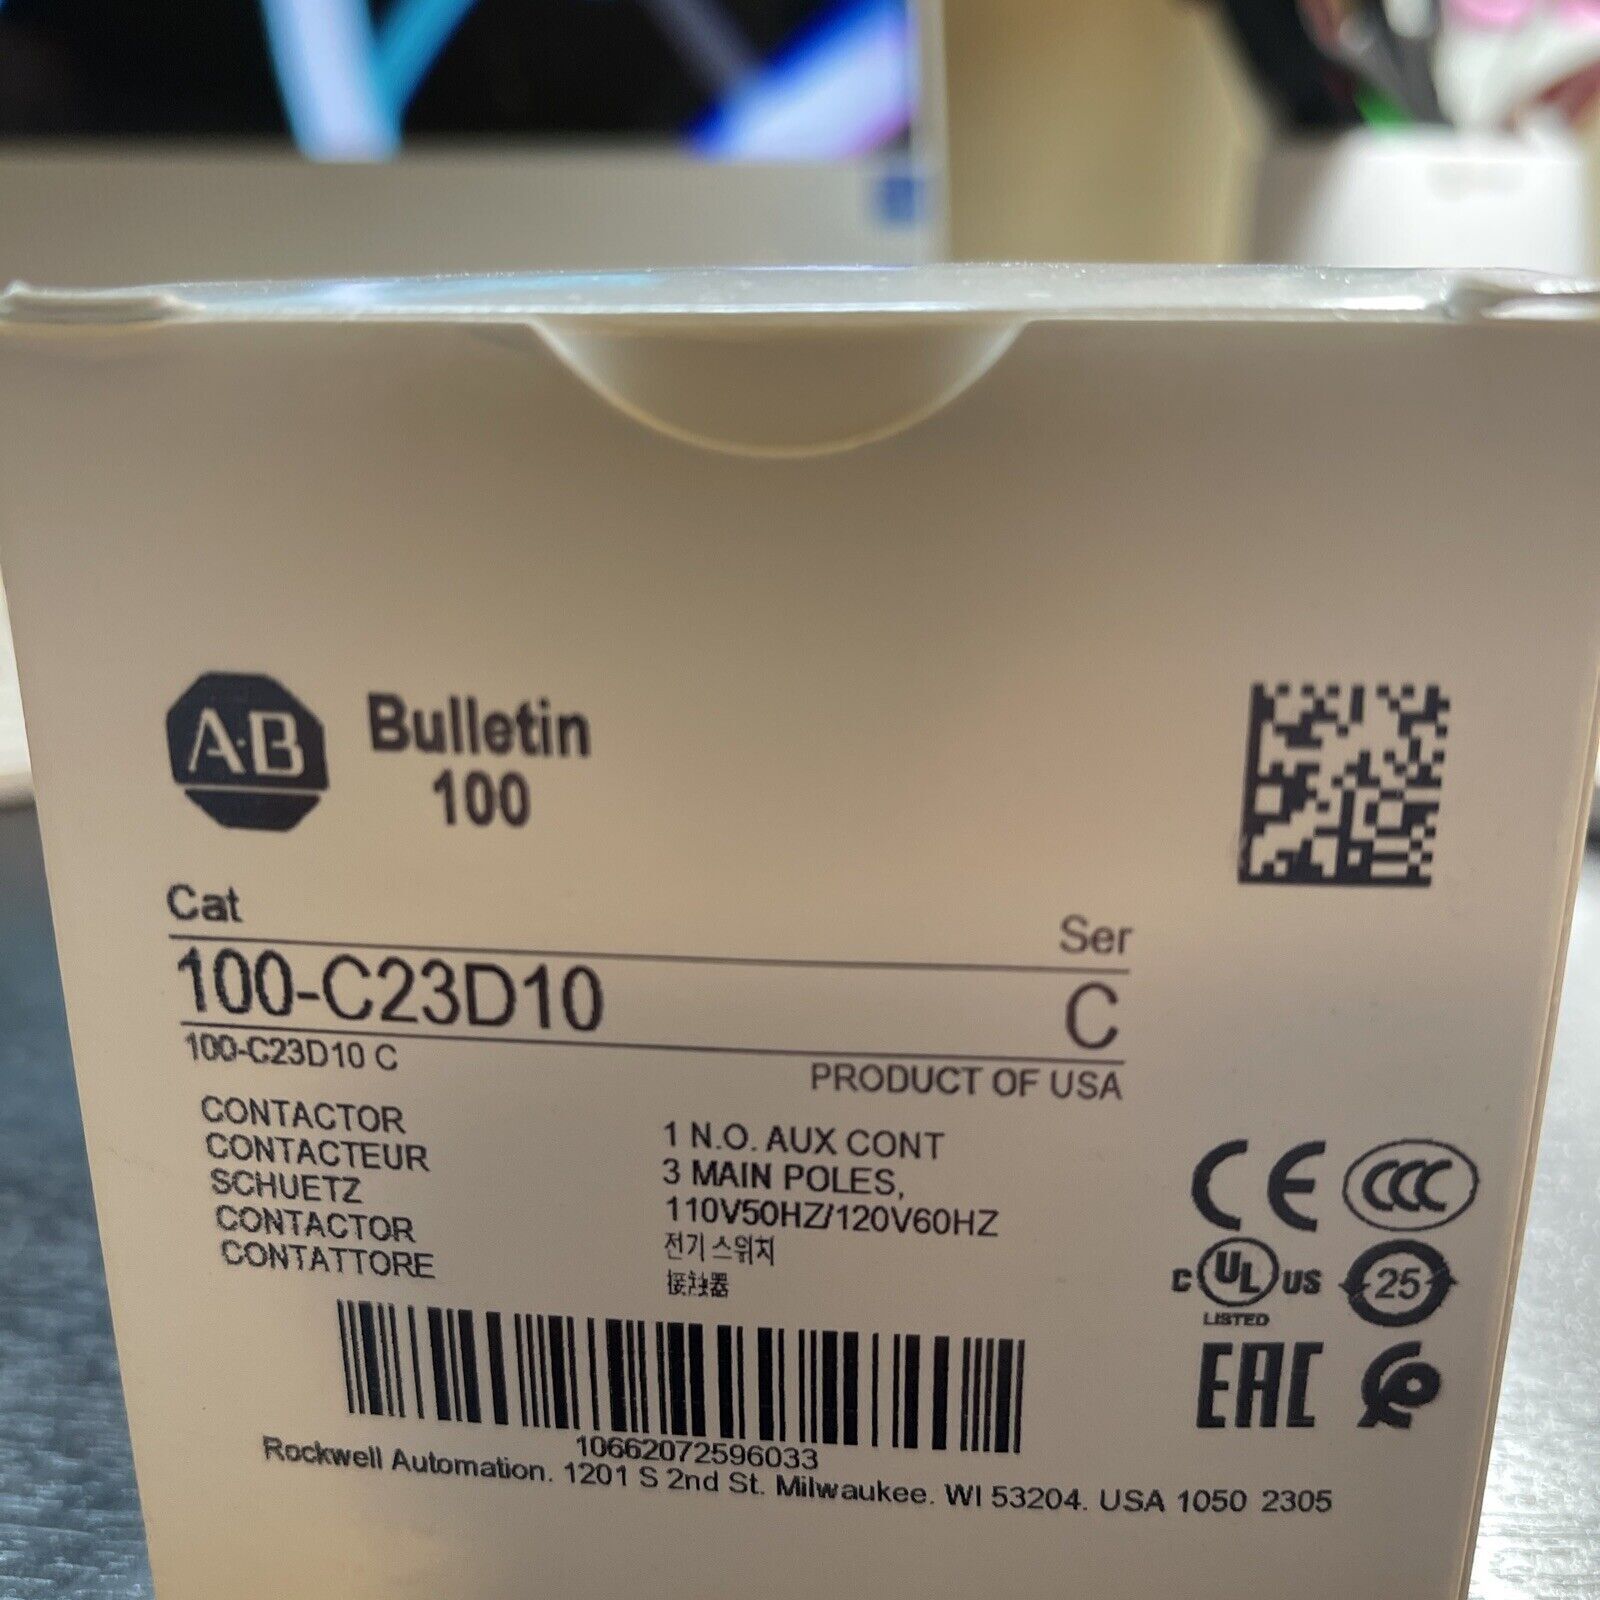 A-B
Bulletin
100
Cat
Ser
100-C23D10
C
100-C23D10 C
PRODUCT OF USA
CONTACTOR
CONTACTEUR
SCHUETZ
CONTACTOR
CONTATTORE
1 N.O. AUX CONT
3 MAIN POLES,
110V50HZ/120V60HZ
전기 스위치
接触器
CE
CCC
C UL US
LISTED
25
EAC
10662072596033
Rockwell Automation. 1201 S 2nd St. Milwaukee. WI 53204. USA 1050 2305